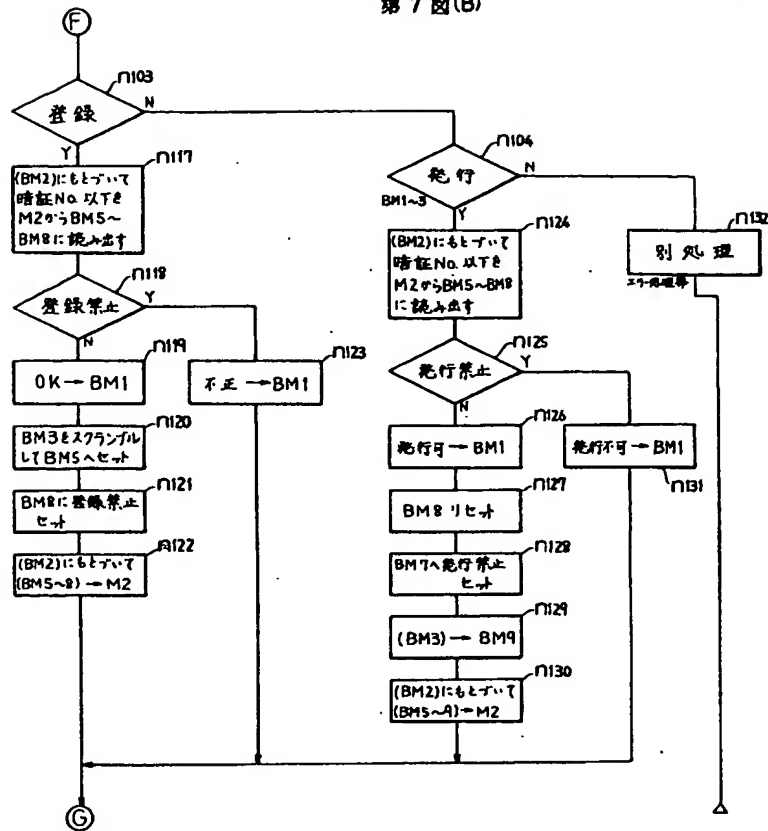 第7図(B)
F
n103
登録
N
Y
n117
(BM2)にもとづいて
暗証No.以下を
M2からBM5〜
BM8に読み出す
n118
登録禁止
Y
N
n119
OK→BM1
n123
不正→BM1
n120
BM3をスクランブル
してBM5へセット
n121
BM8に登録禁止
セット
n122
(BM2)にもとづいて
(BM5~8)→M2
G
n104
発行
N
BM1~3
Y
n124
(BM2)にもとづいて
暗証No.以下を
M2からBM5~BM8
に読み出す
n125
発行禁止
Y
N
n126
発行可→BM1
発行不可→BM1
n131
n127
BM8リセット
n128
BM7へ発行禁止
セット
n129
(BM3)→BM9
n130
(BM2)にもとづいて
(BM5~9)→M2
n132
別処理
エラー処理等